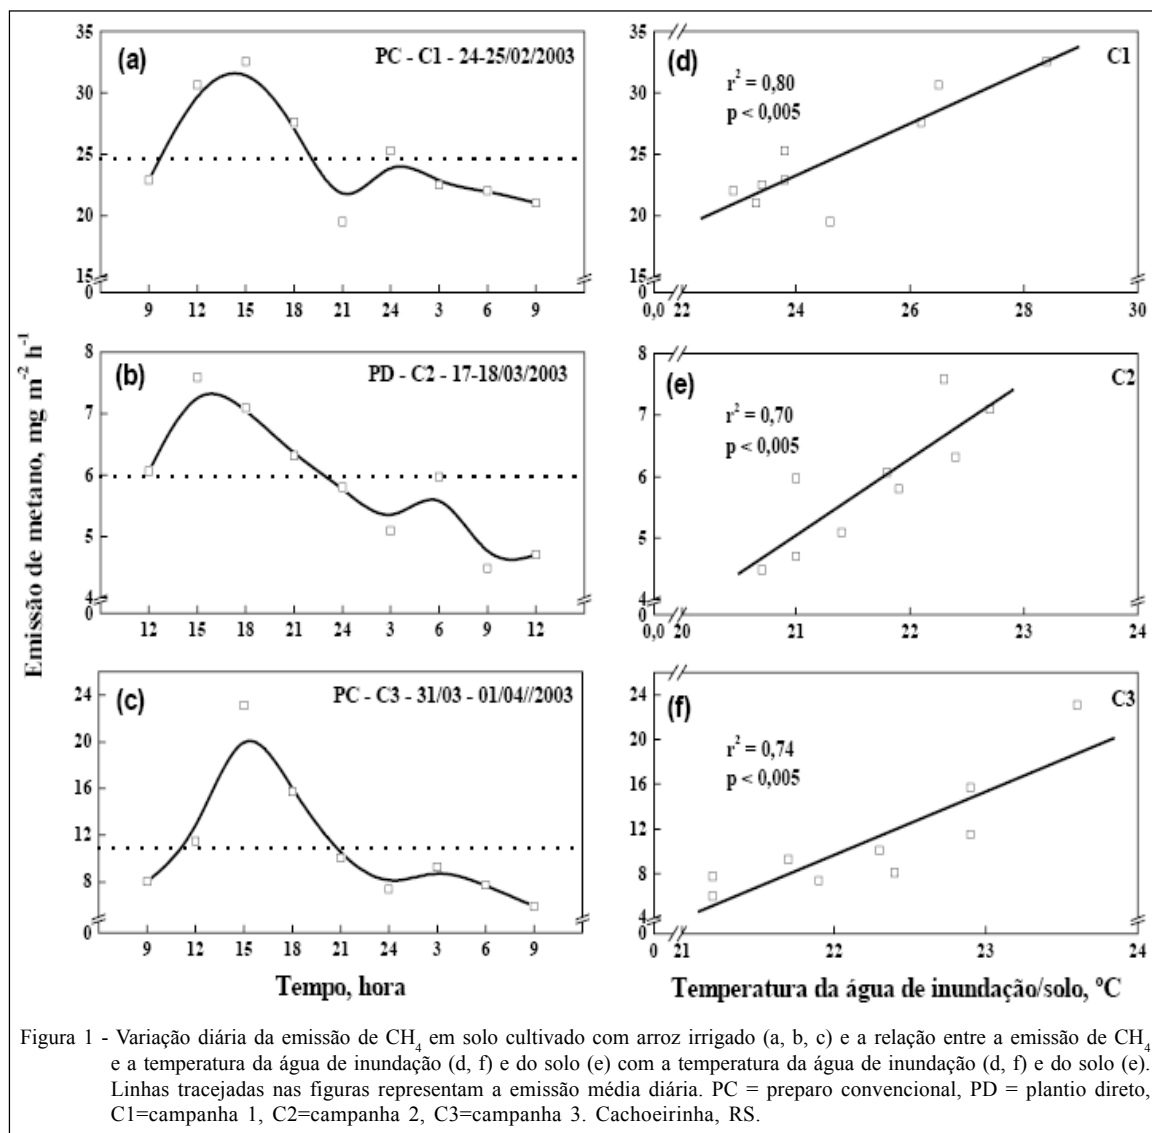 Emissão de metano, mg m⁻² h⁻¹
(a)
PC - C1 - 24-25/02/2003
35
30
25
20
15
0
9 12 15 18 21 24 3 6 9
(d)
C1
r² = 0,80
p < 0,005
35
30
25
20
15
0
0,0 22 24 26 28 30
(b)
PD - C2 - 17-18/03/2003
8
7
6
5
4
0
12 15 18 21 24 3 6 9 12
(e)
C2
r² = 0,70
p < 0,005
8
7
6
5
4
0
0,0 20 21 22 23 24
(c)
PC - C3 - 31/03 - 01/04//2003
24
20
16
12
8
0
9 12 15 18 21 24 3 6 9
Tempo, hora
(f)
C3
r² = 0,74
p < 0,005
24
20
16
12
8
4
0
0 21 22 23 24
Temperatura da água de inundação/solo, ºC
Figura 1 - Variação diária da emissão de CH₄ em solo cultivado com arroz irrigado (a, b, c) e a relação entre a emissão de CH₄
e a temperatura da água de inundação (d, f) e do solo (e) com a temperatura da água de inundação (d, f) e do solo (e).
Linhas tracejadas nas figuras representam a emissão média diária. PC = preparo convencional, PD = plantio direto,
C1=campanha 1, C2=campanha 2, C3=campanha 3. Cachoeirinha, RS.